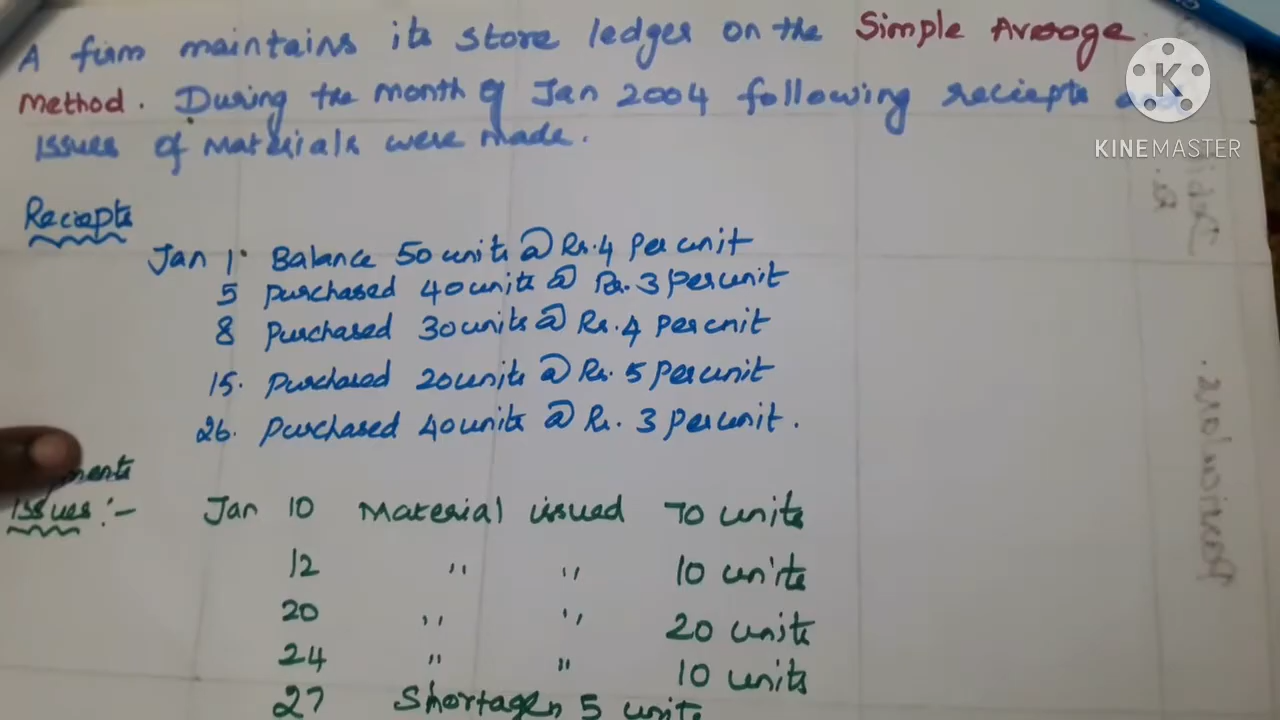 A firm maintains its store ledger on the Simple Average
Method. During the month of Jan 2004 following reciepts
Issues of Materials were made.
KINEMASTER
Reciepts
Jan 1. Balance 50 units @ Rs. 4 Per unit
5 purchased 40 units @ Rs. 3 per unit
8 purchased 30 units @ Rs. 4 per unit
15. purchased 20 units @ Rs. 5 per unit
26. purchased 40 units @ Rs. 3 per unit.
Issues :- Jan 10 Material issued 70 units
12 " " 10 units
20 " " 20 units
24 " " 10 units
27 Shortages 5 units